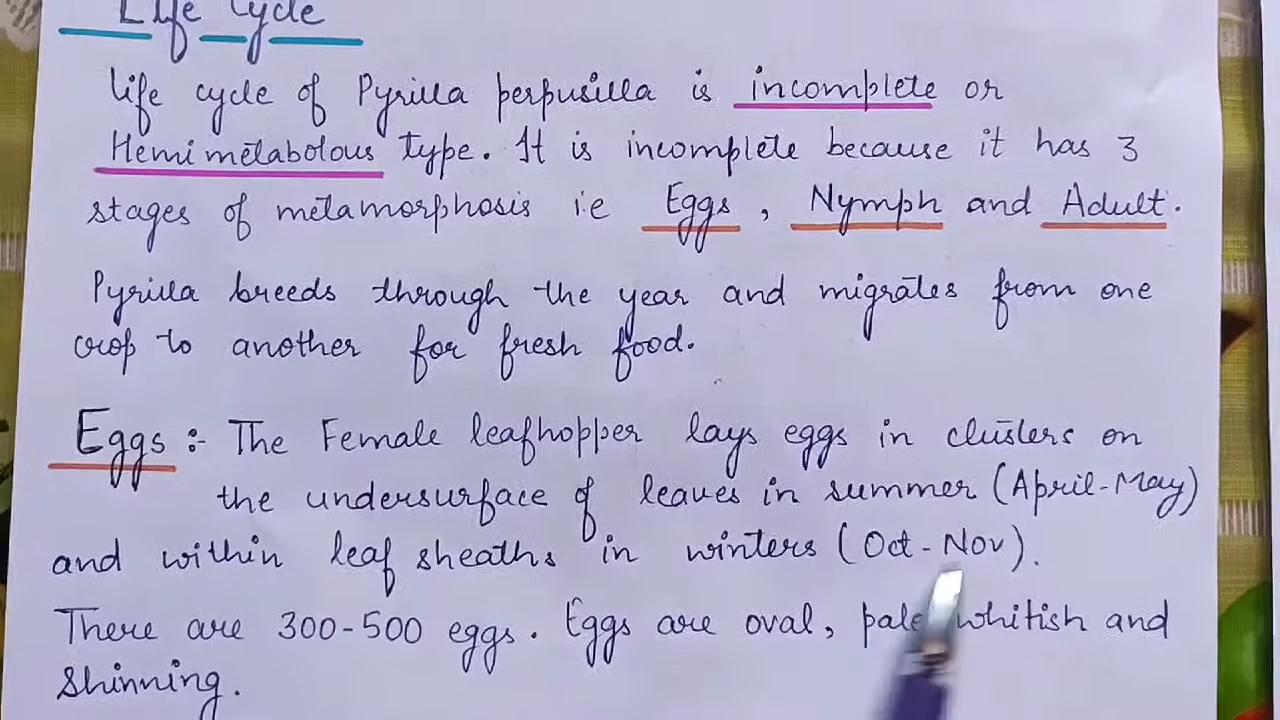 Life Cycle
life cycle of Pyrilla perpusilla is incomplete or
Hemimetabolous type. It is incomplete because it has 3
stages of metamorphosis i.e Eggs, Nymph and Adult.
Pyrilla breeds through the year and migrates from one
crop to another for fresh food.
Eggs :- The Female leafhopper lays eggs in clusters on
the undersurface of leaves in summer (April-May)
and within leaf sheaths in winters (Oct-Nov).
There are 300-500 eggs. Eggs are oval, pale whitish and
Shinning.